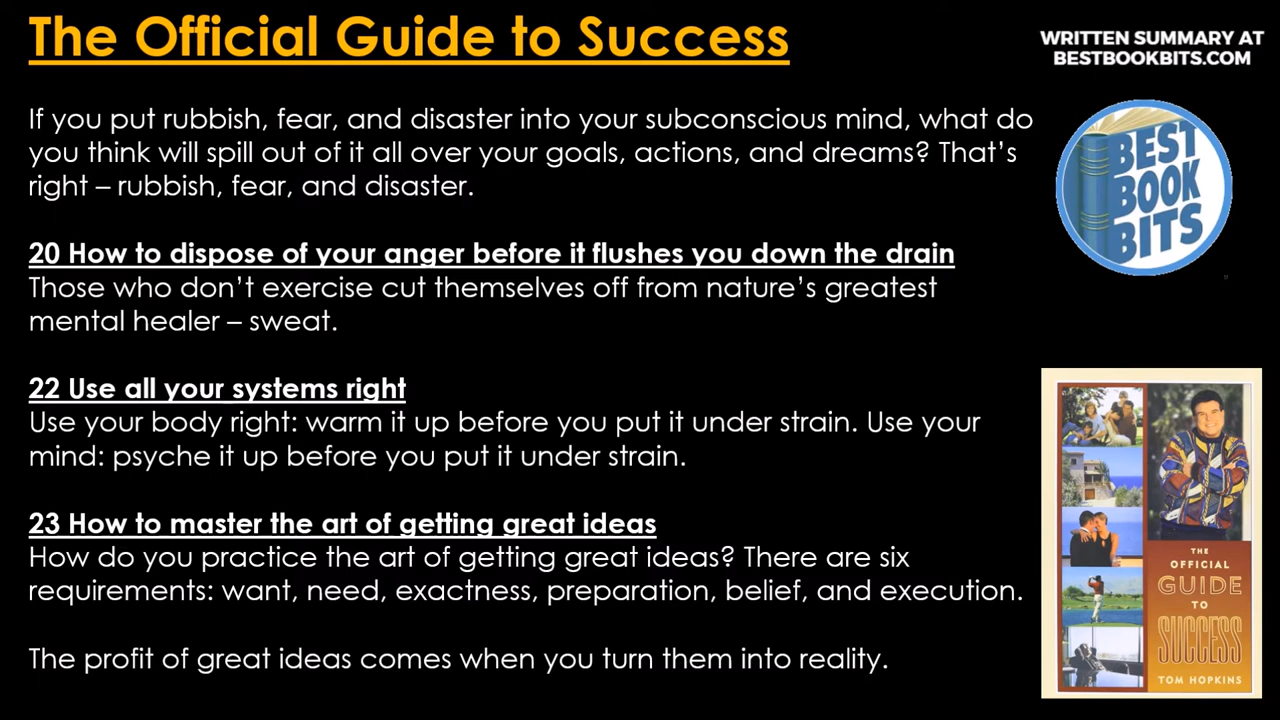 The Official Guide to Success
WRITTEN SUMMARY AT
BESTBOOKBITS.COM
If you put rubbish, fear, and disaster into your subconscious mind, what do
you think will spill out of it all over your goals, actions, and dreams? That’s
right – rubbish, fear, and disaster.
20 How to dispose of your anger before it flushes you down the drain
Those who don’t exercise cut themselves off from nature’s greatest
mental healer – sweat.
22 Use all your systems right
Use your body right: warm it up before you put it under strain. Use your
mind: psyche it up before you put it under strain.
23 How to master the art of getting great ideas
How do you practice the art of getting great ideas? There are six
requirements: want, need, exactness, preparation, belief, and execution.
The profit of great ideas comes when you turn them into reality.
BEST
BOOK
BITS
THE
OFFICIAL
GUIDE
TO
SUCCESS
TOM HOPKINS